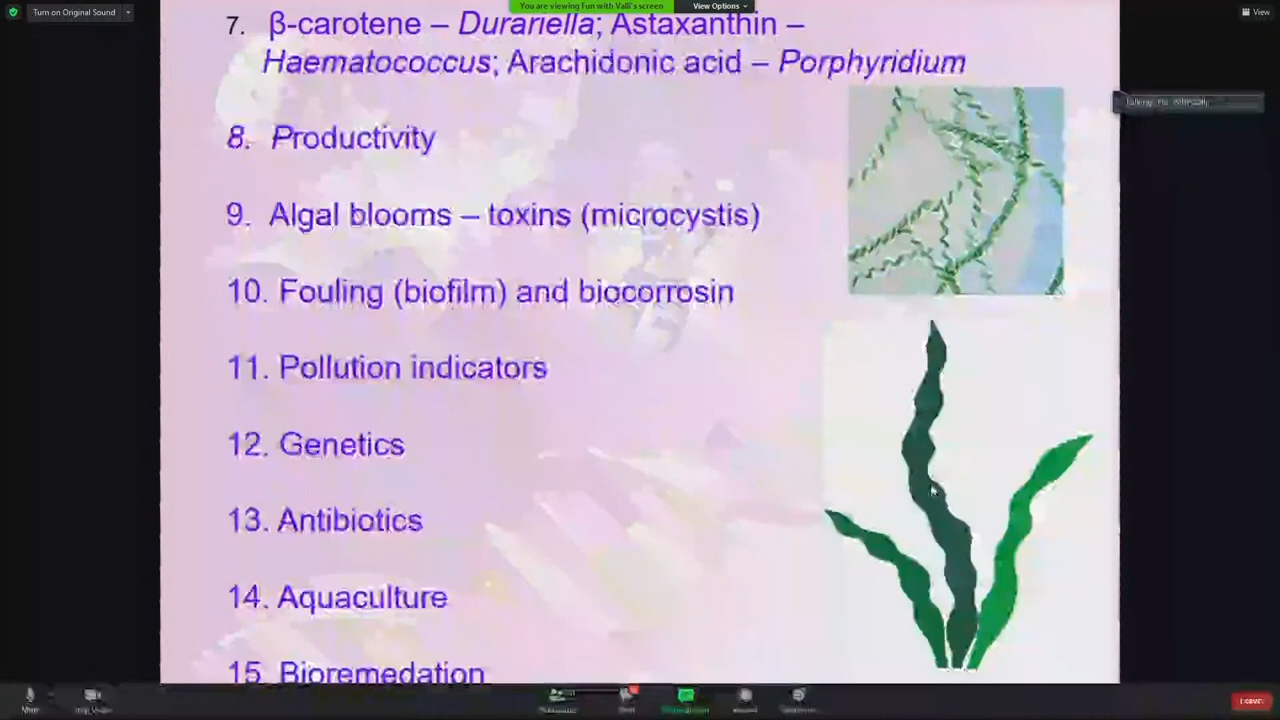 Turn on Original Sound
You are viewing Fun with Valli's screen
View Options
View
7. β-carotene – Durariella; Astaxanthin –
Haematococcus; Arachidonic acid – Porphyridium
8. Productivity
9. Algal blooms – toxins (microcystis)
10. Fouling (biofilm) and biocorrosin
11. Pollution indicators
12. Genetics
13. Antibiotics
14. Aquaculture
15. Bioremedation